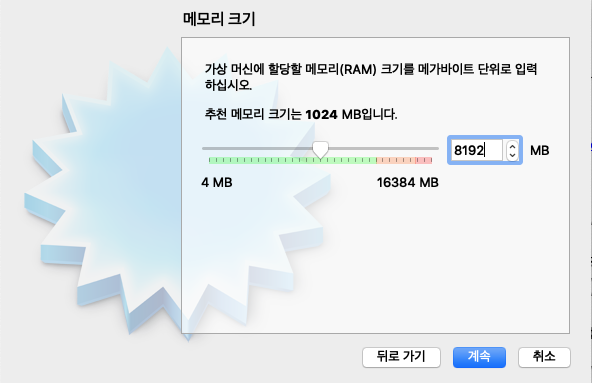 메모리 크기
가상 머신에 할당할 메모리(RAM) 크기를 메가바이트 단위로 입력
하십시오.
추천 메모리 크기는 1024 MB입니다.
8192 MB
4 MB 16384 MB
뒤로 가기 계속 취소